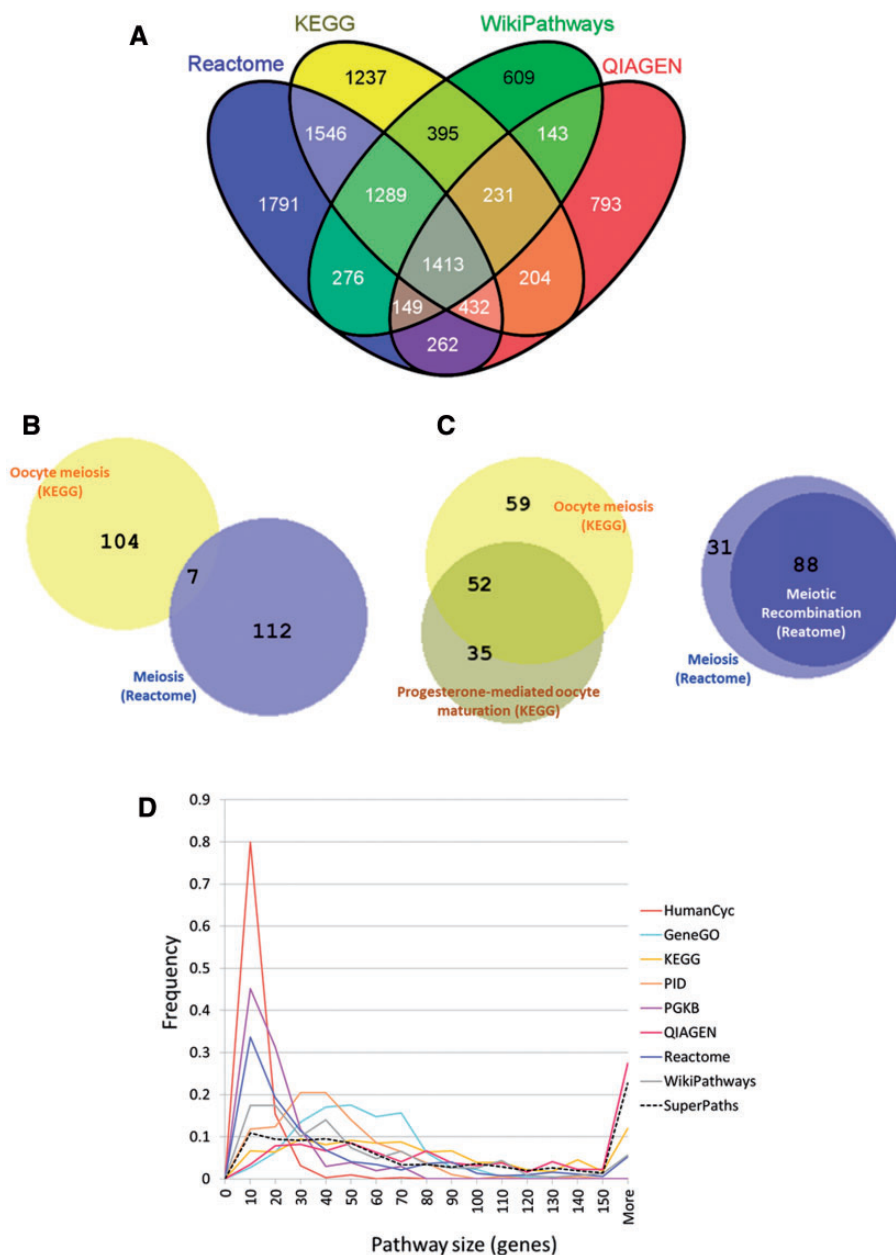 A
Reactome
KEGG
WikiPathways
QIAGEN
1237
609
1546
395
143
1791
1289
231
793
276
1413
204
149
432
262
B
Oocyte meiosis
(KEGG)
104
7
112
Meiosis
(Reactome)
C
59
Oocyte meiosis
(KEGG)
52
35
Progesterone-mediated oocyte
maturation (KEGG)
31
88
Meiotic
Recombination
(Reatome)
Meiosis
(Reactome)
D
Frequency
0.9
0.8
0.7
0.6
0.5
0.4
0.3
0.2
0.1
0
0
10
20
30
40
50
60
70
80
90
100
110
120
130
140
150
More
Pathway size (genes)
HumanCyc
GeneGO
KEGG
PID
PGKB
QIAGEN
Reactome
WikiPathways
SuperPaths